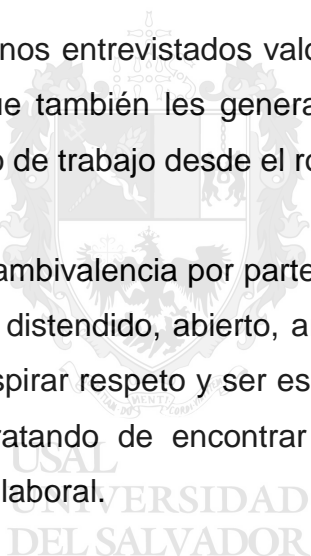 nos entrevistados valo
ue también les genera
o de trabajo desde el ro
ambivalencia por parte
distendido, abierto, a
spirar respeto y ser es
ratando de encontrar
laboral.
USAL
UNIVERSIDAD
DEL SALVADOR